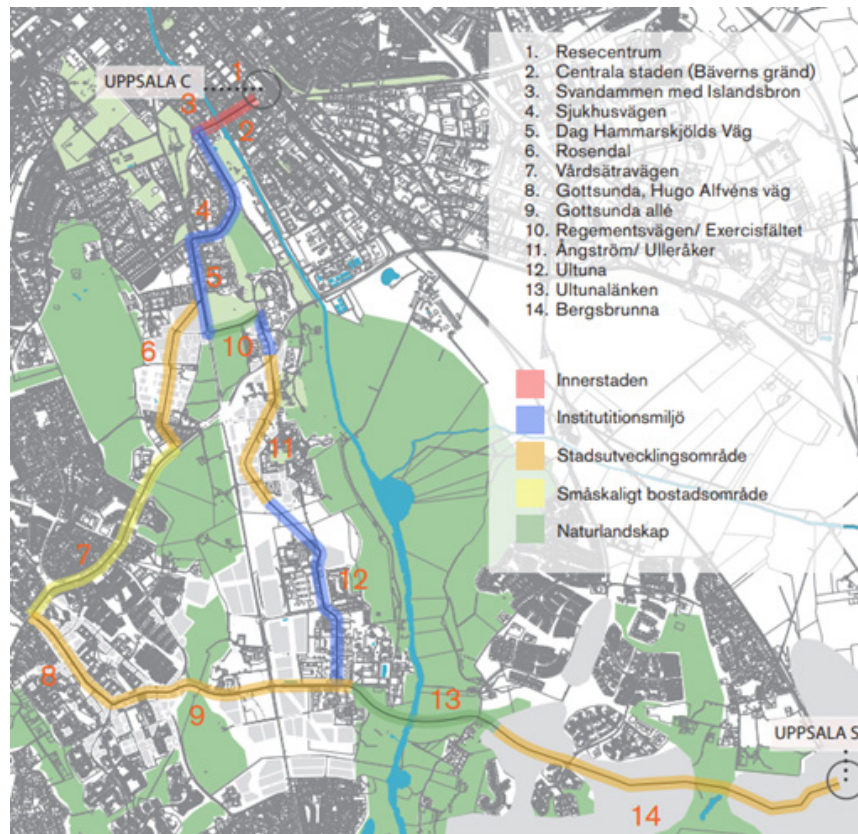 1. Resecentrum
2. Centrala staden (Bäverns gränd)
3. Svandammen med Islandsbron
4. Sjukhusvägen
5. Dag Hammarskjölds Väg
6. Rosendal
7. Vårdsätravägen
8. Gottsunda, Hugo Alfvéns väg
9. Gottsunda allé
10. Regementsvägen/ Exercisfältet
11. Ångström/ Ulleråker
12. Ultuna
13. Ultunalänken
14. Bergsbrunna
Innerstaden
Institutitionsmiljö
Stadsutvecklingsområde
Småskaligt bostadsområde
Naturlandskap
UPPSALA C
1
3
2
4
5
6
10
11
7
12
8
9
13
UPPSALA S
14